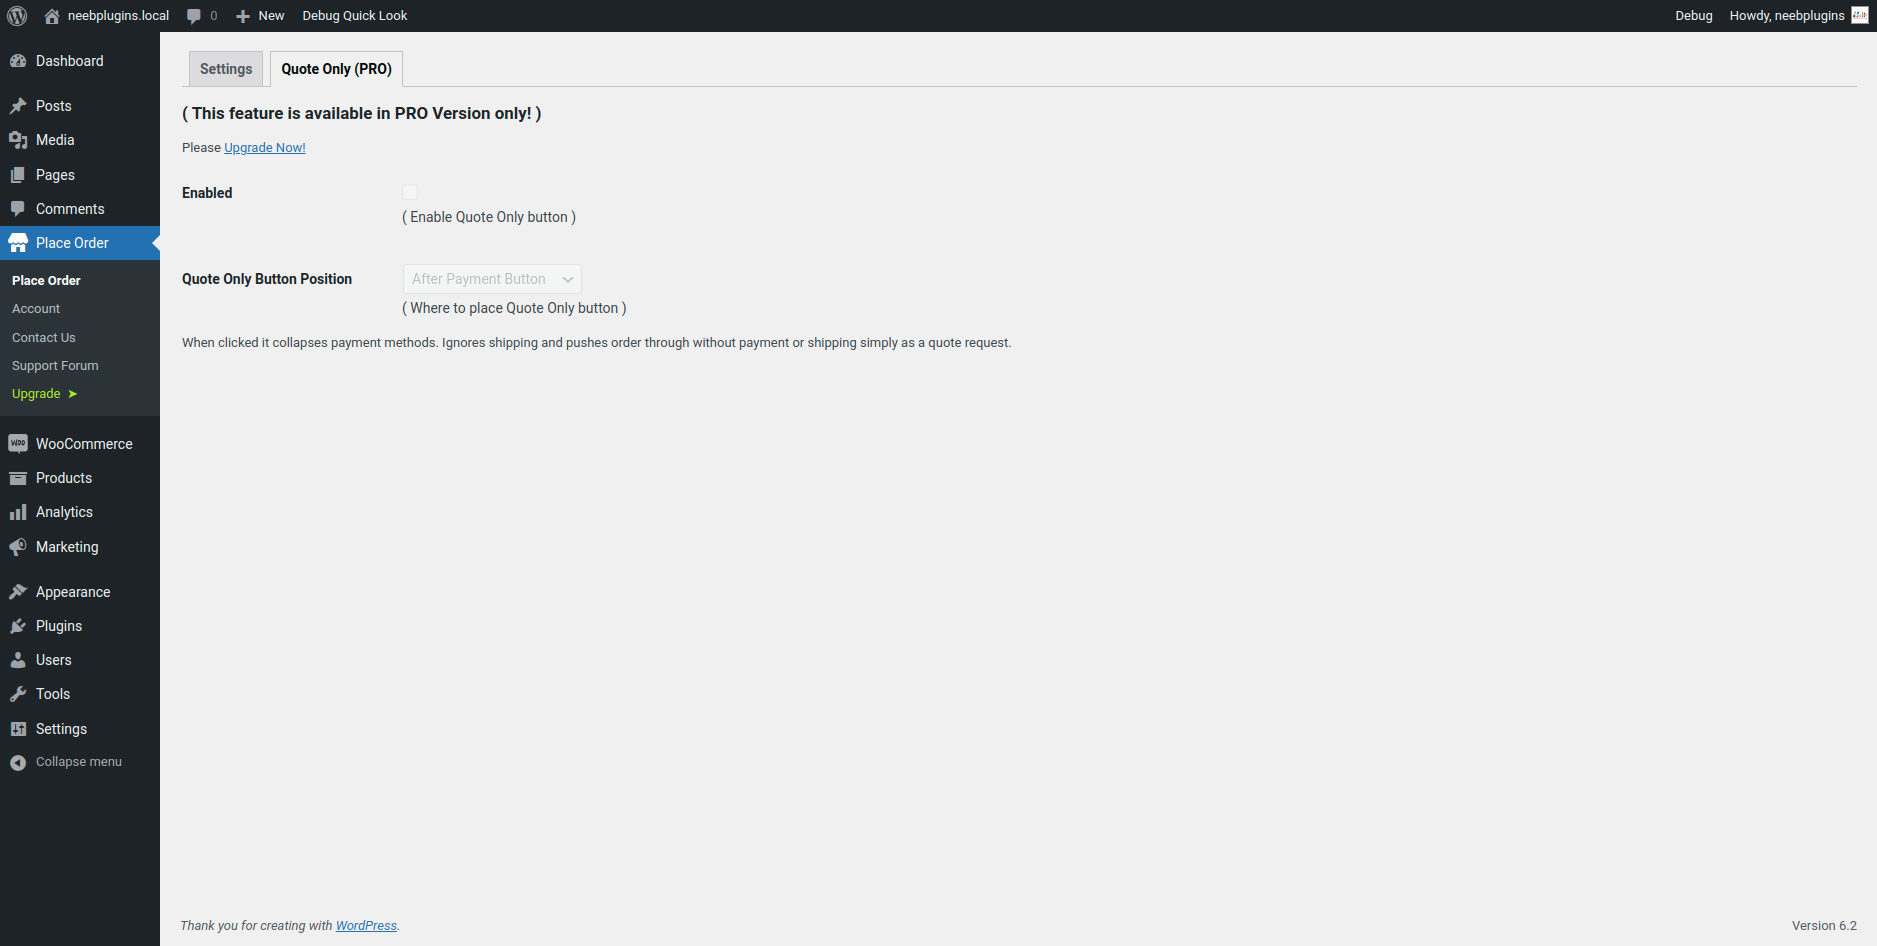 neebplugins.local 0 New Debug Quick Look Debug Howdy, neebplugins
Dashboard
Posts
Media
Pages
Comments
Place Order
Place Order
Account
Contact Us
Support Forum
Upgrade ➤
WooCommerce
Products
Analytics
Marketing
Appearance
Plugins
Users
Tools
Settings
Collapse menu
Settings Quote Only (PRO)
( This feature is available in PRO Version only! )
Please Upgrade Now!
Enabled
( Enable Quote Only button )
Quote Only Button Position After Payment Button
( Where to place Quote Only button )
When clicked it collapses payment methods. Ignores shipping and pushes order through without payment or shipping simply as a quote request.
Thank you for creating with WordPress. Version 6.2